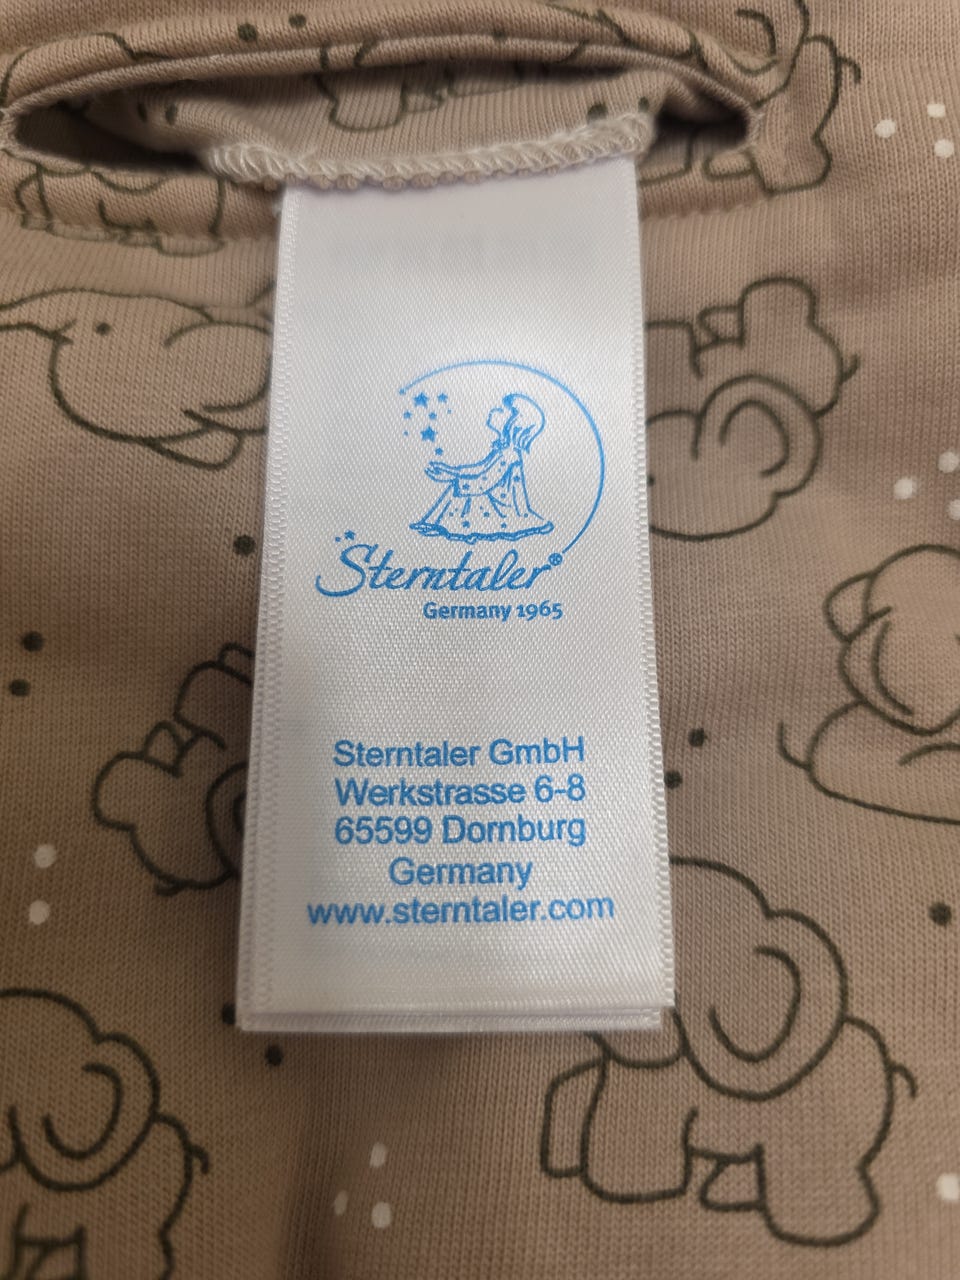 Sterntaler®
Germany 1965
Sterntaler GmbH
Werkstrasse 6-8
65599 Dornburg
Germany
www.sterntaler.com